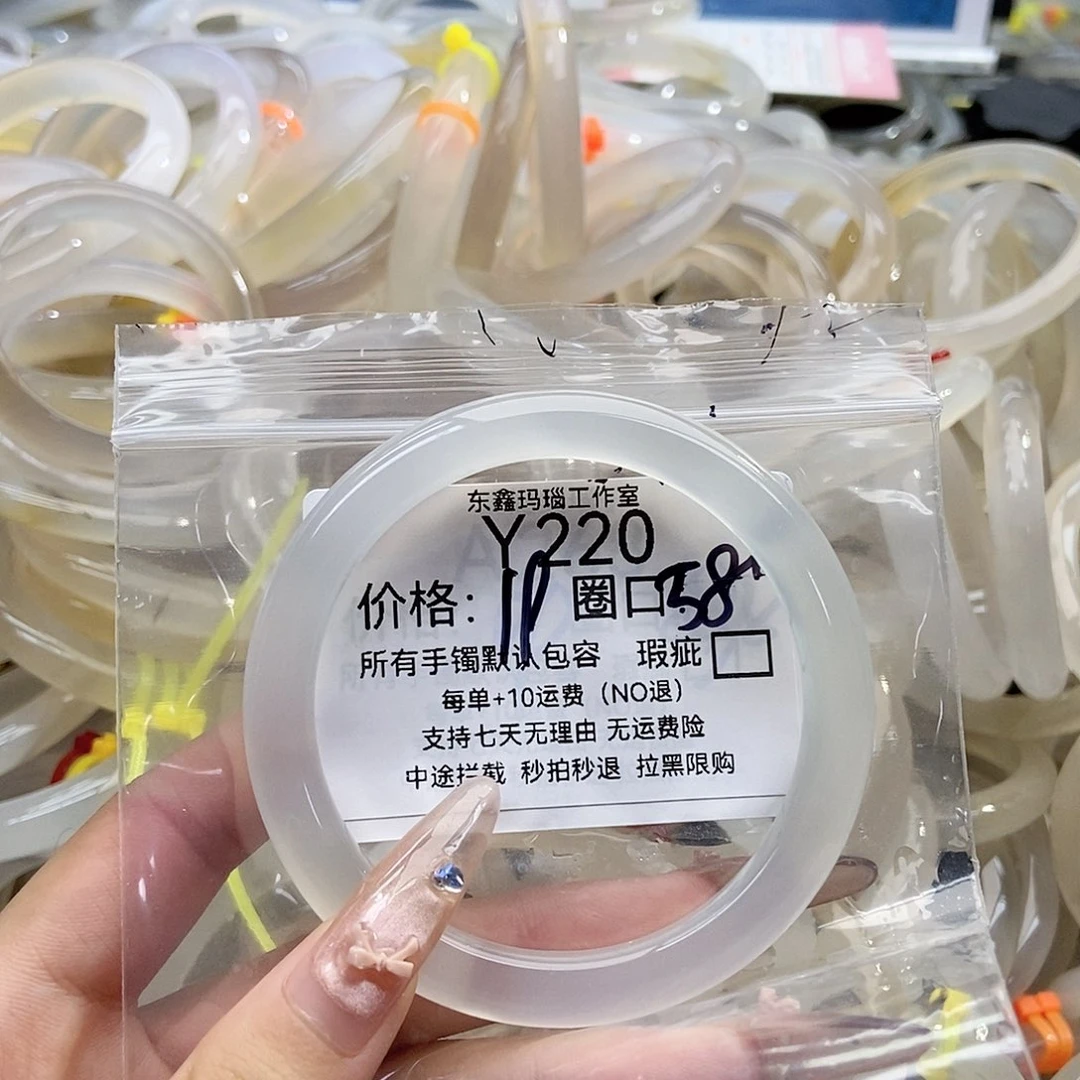 东鑫玛瑙工作室
Y220
价格： 圈口58
所有手镯默认包容 瑕疵
每单+10运费（NO退）
支持七天无理由 无运费险
中途拦截 秒拍秒退 拉黑限购